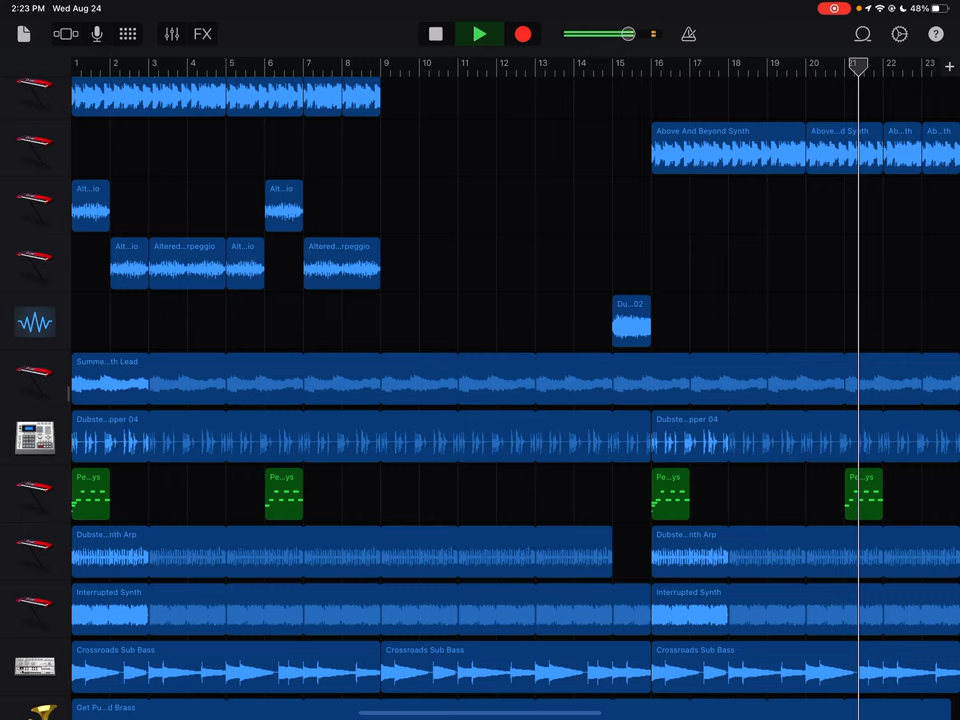 2:23 PM Wed Aug 24
48%
FX
1 2 3 4 5 6 7 8 9 10 11 12 13 14 15 16 17 18 19 20 21 22 23 +
Above And Beyond Synth Above...d Synth Ab...th Ab...th
Alt...io Alt...io
Alt...io Altered...rpeggio Alt...io Altered...rpeggio
Du...02
Summe...th Lead
Dubste...pper 04 Dubste...pper 04
Pe...ys Pe...ys Pe...ys Pe...ys
Dubste...nth Arp Dubste...nth Arp
Interrupted Synth Interrupted Synth
Crossroads Sub Bass Crossroads Sub Bass Crossroads Sub Bass
Get Pu...d Brass